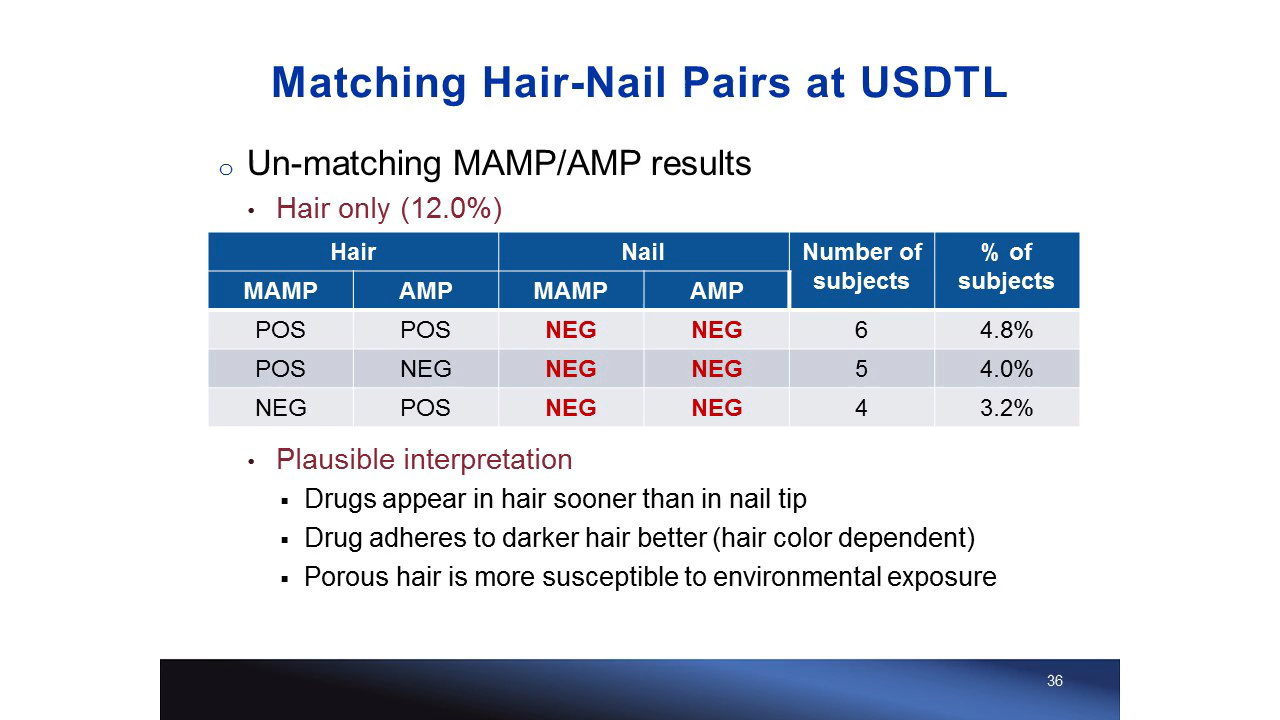 Matching Hair-Nail Pairs at USDTL
o Un-matching MAMP/AMP results
• Hair only (12.0%)
Hair Nail Number of subjects % of subjects
MAMP AMP MAMP AMP
POS POS NEG NEG 6 4.8%
POS NEG NEG NEG 5 4.0%
NEG POS NEG NEG 4 3.2%
• Plausible interpretation
▪ Drugs appear in hair sooner than in nail tip
▪ Drug adheres to darker hair better (hair color dependent)
▪ Porous hair is more susceptible to environmental exposure
36